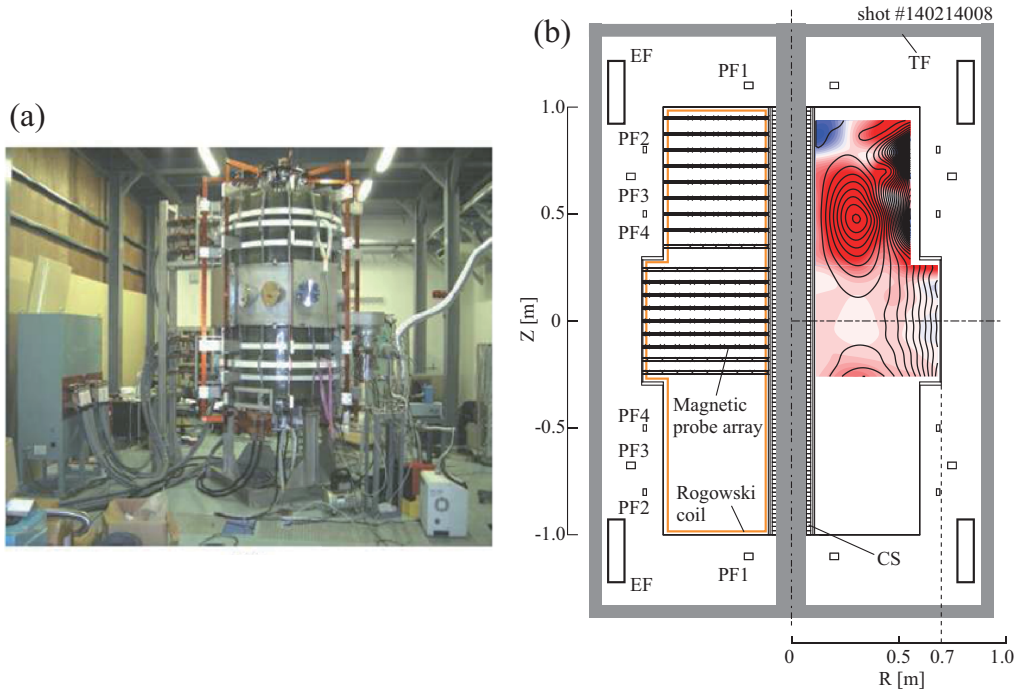 (a)
(b)
shot #140214008
EF
PF1
TF
1.0
PF2
PF3
0.5
PF4
Z [m]
0
Magnetic
probe array
-0.5
PF4
PF3
Rogowski
coil
PF2
-1.0
CS
PF1
EF
0
0.5
0.7
1.0
R [m]